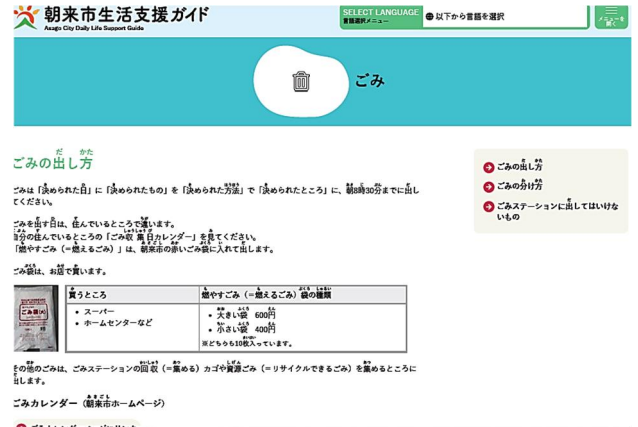 朝来市生活支援ガイド
Asago City Daily Life Support Guide
SELECT LANGUAGE
言語選択メニュー
以下から言語を選択
メニューを
開く
ごみ
ごみの出し方
ごみの出し方
ごみの分け方
ごみステーションに出してはいけな
いもの
ごみは「決められた日」に「決められたもの」を「決められた方法」で「決められたところ」に、朝8時30分までに出し
てください。
ごみを出す日は、住んでいるところで違います。
自分の住んでいるところの「ごみ収集日カレンダー」を見てください。
「燃やすごみ（＝燃えるごみ）」は、朝来市の赤いごみ袋に入れて出します。
ごみ袋は、お店で買います。
買うところ
燃やすごみ（＝燃えるごみ）袋の種類
スーパー
ホームセンターなど
大きい袋 600円
小さい袋 400円
※どちらも10枚入っています。
その他のごみは、ごみステーションの回収（＝集める）カゴや資源ごみ（＝リサイクルできるごみ）を集めるところに
出します。
ごみカレンダー（朝来市ホームページ）